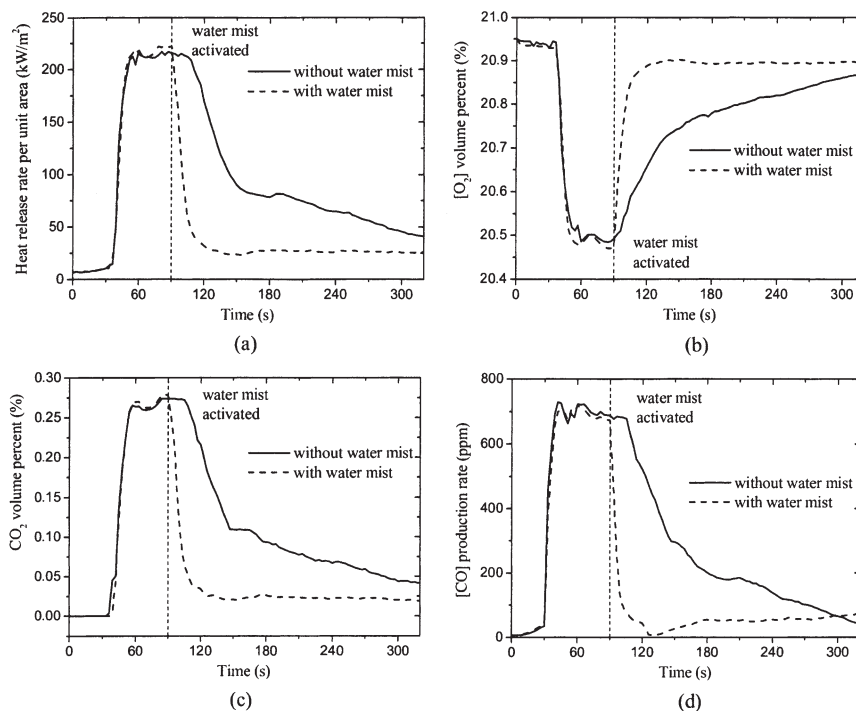 250
225
200
175
150
125
100
75
50
25
0
Heat release rate per unit area (kW/m²)
water mist
activated
without water mist
with water mist
0 60 120 180 240 300
Time (s)
(a)
21.0
20.9
20.8
20.7
20.6
20.5
20.4
[O₂] volume percent (%)
without water mist
with water mist
water mist
activated
0 60 120 180 240 300
Time (s)
(b)
0.30
0.25
0.20
0.15
0.10
0.05
0.00
CO₂ volume percent (%)
water mist
activated
without water mist
with water mist
0 60 120 180 240 300
Time (s)
(c)
800
600
400
200
0
[CO] production rate (ppm)
water mist
activated
without water mist
with water mist
0 60 120 180 240 300
Time (s)
(d)